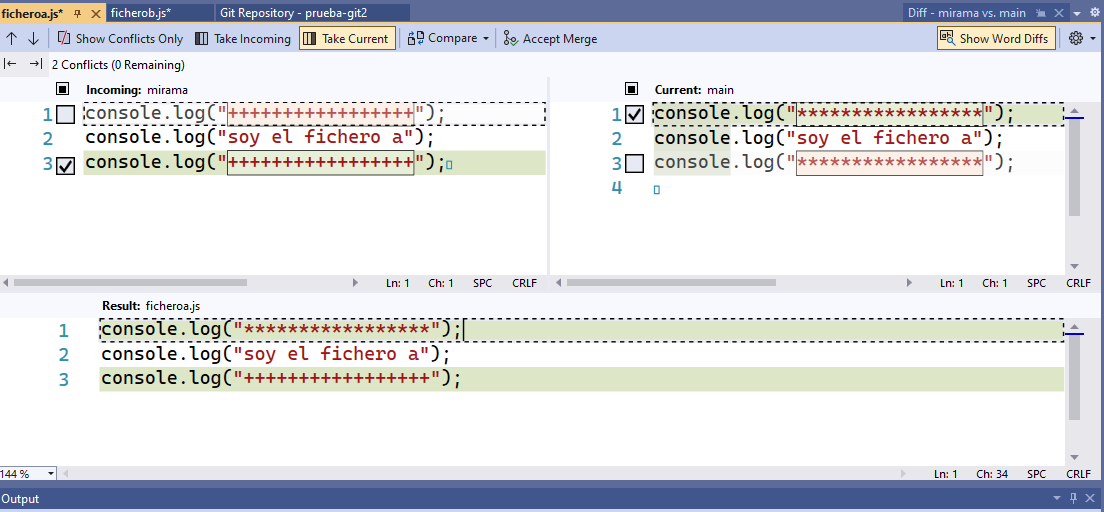 ficheroa.js* ficherob.js* Git Repository - prueba-git2 Diff - mirama vs. main
Show Conflicts Only Take Incoming Take Current Compare Accept Merge Show Word Diffs
2 Conflicts (0 Remaining)
Incoming: mirama
1 console.log("+++++++++++++++++");
2 console.log("soy el fichero a");
3 console.log("+++++++++++++++++");
Ln: 1 Ch: 1 SPC CRLF
Current: main
1 console.log("*****************");
2 console.log("soy el fichero a");
3 console.log("*****************");
4
Ln: 1 Ch: 1 SPC CRLF
Result: ficheroa.js
1 console.log("*****************");
2 console.log("soy el fichero a");
3 console.log("+++++++++++++++++");
144 % Ln: 1 Ch: 34 SPC CRLF
Output